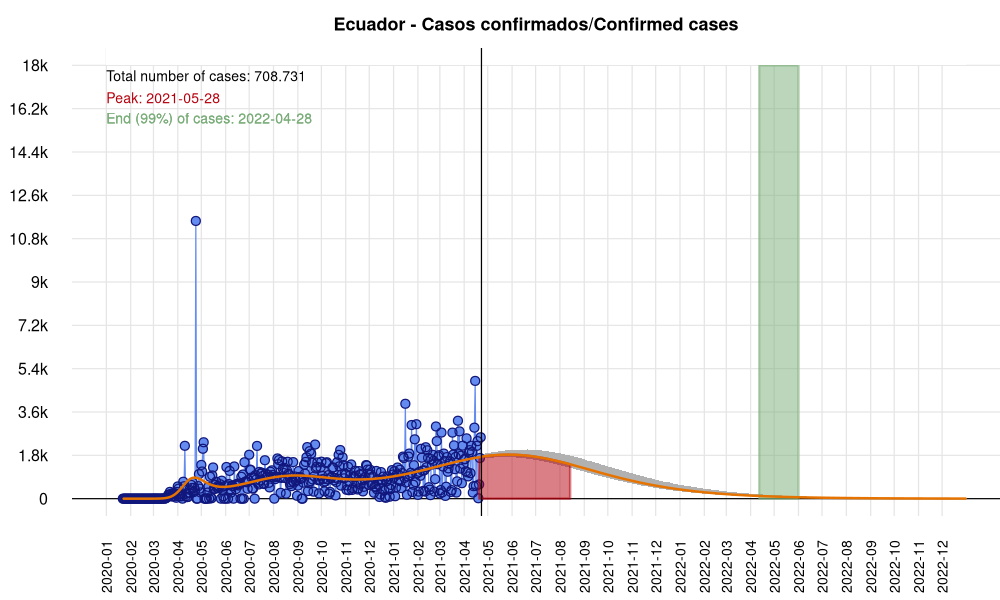 Ecuador - Casos confirmados/Confirmed cases
Total number of cases: 708.731
Peak: 2021-05-28
End (99%) of cases: 2022-04-28
18k
16.2k
14.4k
12.6k
10.8k
9k
7.2k
5.4k
3.6k
1.8k
0
2020-01
2020-02
2020-03
2020-04
2020-05
2020-06
2020-07
2020-08
2020-09
2020-10
2020-11
2020-12
2021-01
2021-02
2021-03
2021-04
2021-05
2021-06
2021-07
2021-08
2021-09
2021-10
2021-11
2021-12
2022-01
2022-02
2022-03
2022-04
2022-05
2022-06
2022-07
2022-08
2022-09
2022-10
2022-11
2022-12